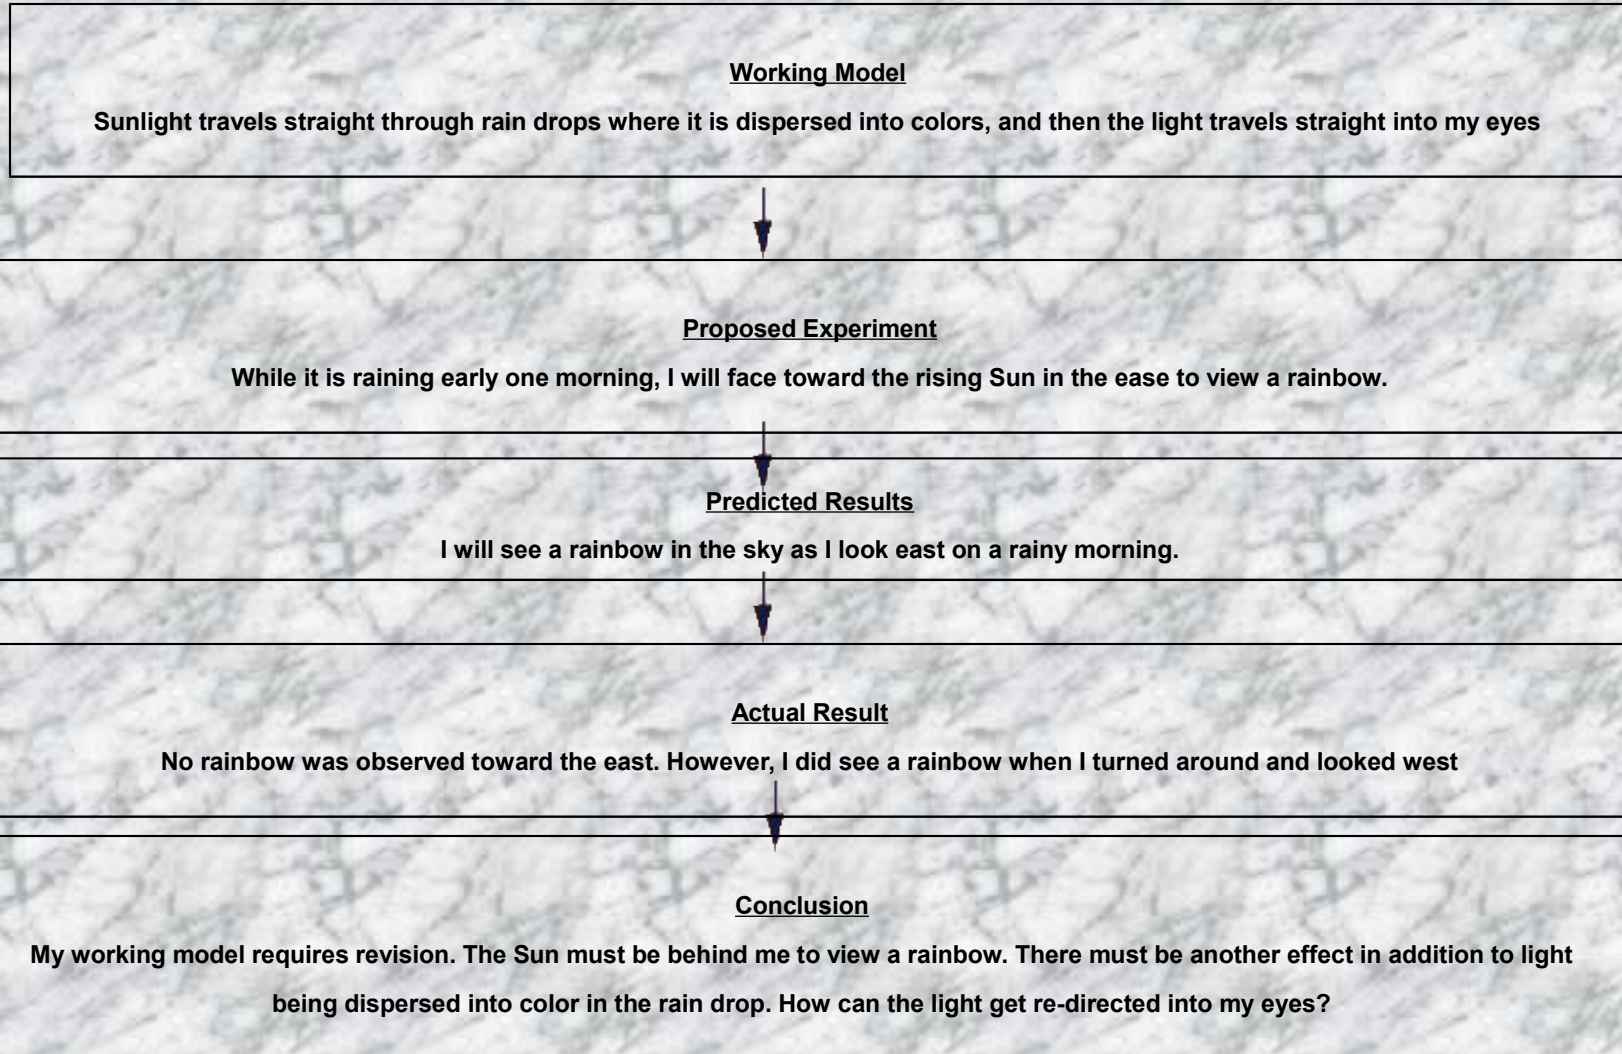 Working Model
Sunlight travels straight through rain drops where it is dispersed into colors, and then the light travels straight into my eyes
Proposed Experiment
While it is raining early one morning, I will face toward the rising Sun in the ease to view a rainbow.
Predicted Results
I will see a rainbow in the sky as I look east on a rainy morning.
Actual Result
No rainbow was observed toward the east. However, I did see a rainbow when I turned around and looked west
Conclusion
My working model requires revision. The Sun must be behind me to view a rainbow. There must be another effect in addition to light
being dispersed into color in the rain drop. How can the light get re-directed into my eyes?